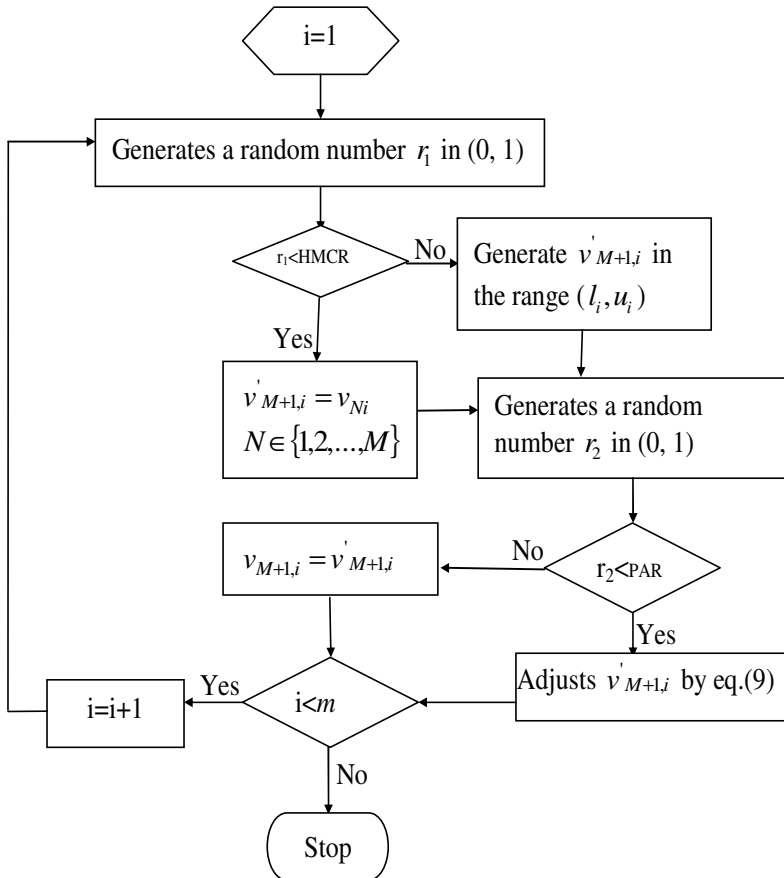 i=1
Generates a random number r₁ in (0, 1)
r₁<HMCR
No
Generate v'M+1,i in
the range (lᵢ,uᵢ)
Yes
v'M+1,i = vNi
N∈{1,2,...,M}
Generates a random
number r₂ in (0, 1)
vM+1,i = v'M+1,i
No
r₂<PAR
Yes
Adjusts v'M+1,i by eq.(9)
i<m
Yes
i=i+1
No
Stop